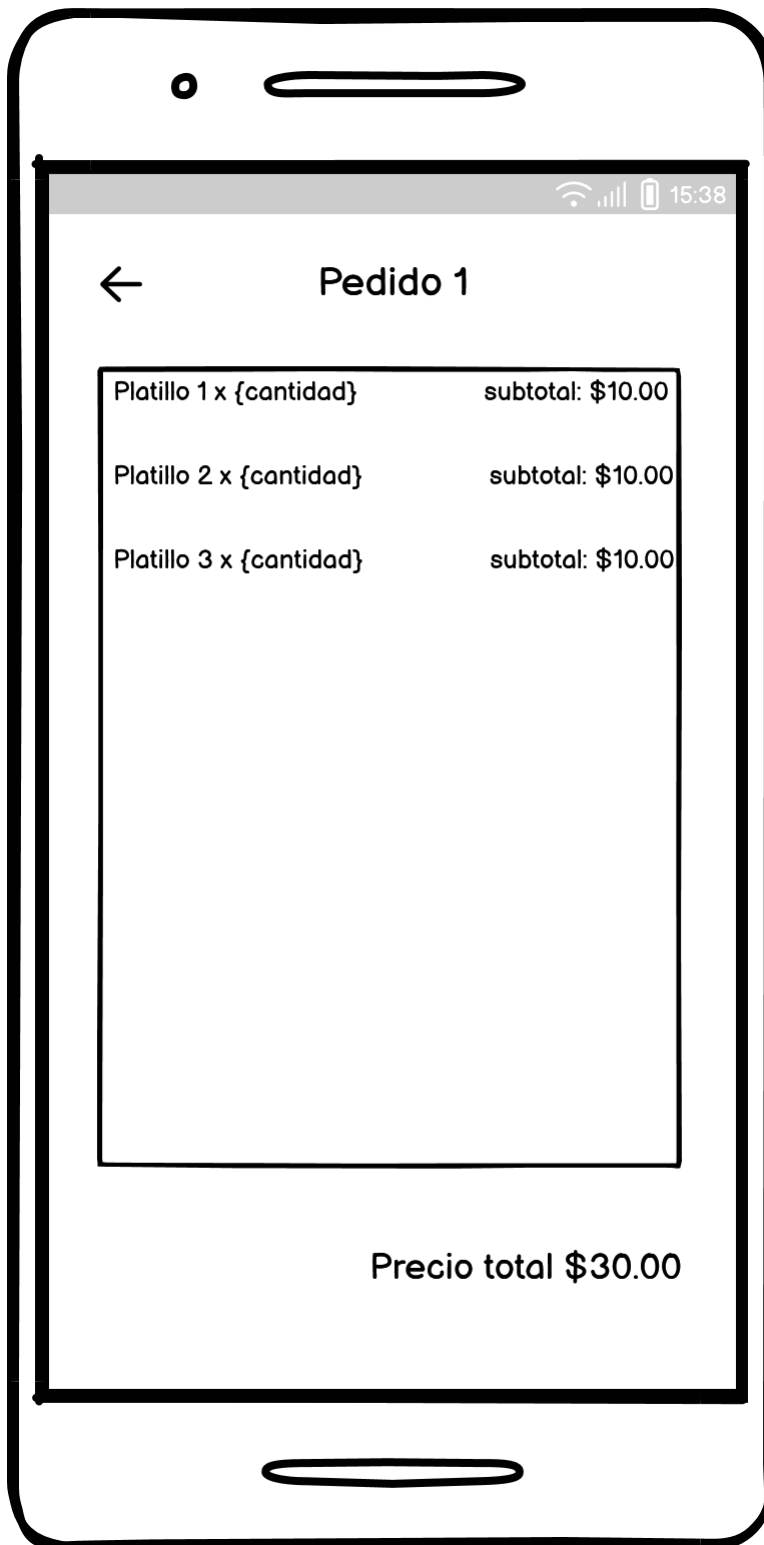 15:38
Pedido 1
Platillo 1 x {cantidad} subtotal: $10.00
Platillo 2 x {cantidad} subtotal: $10.00
Platillo 3 x {cantidad} subtotal: $10.00
Precio total $30.00